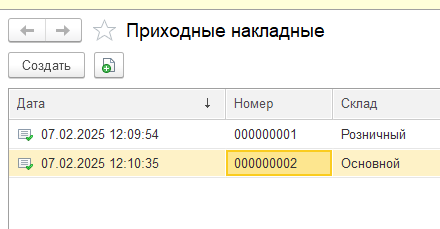 Приходные накладные
Создать
Дата Номер Склад
07.02.2025 12:09:54 000000001 Розничный
07.02.2025 12:10:35 000000002 Основной